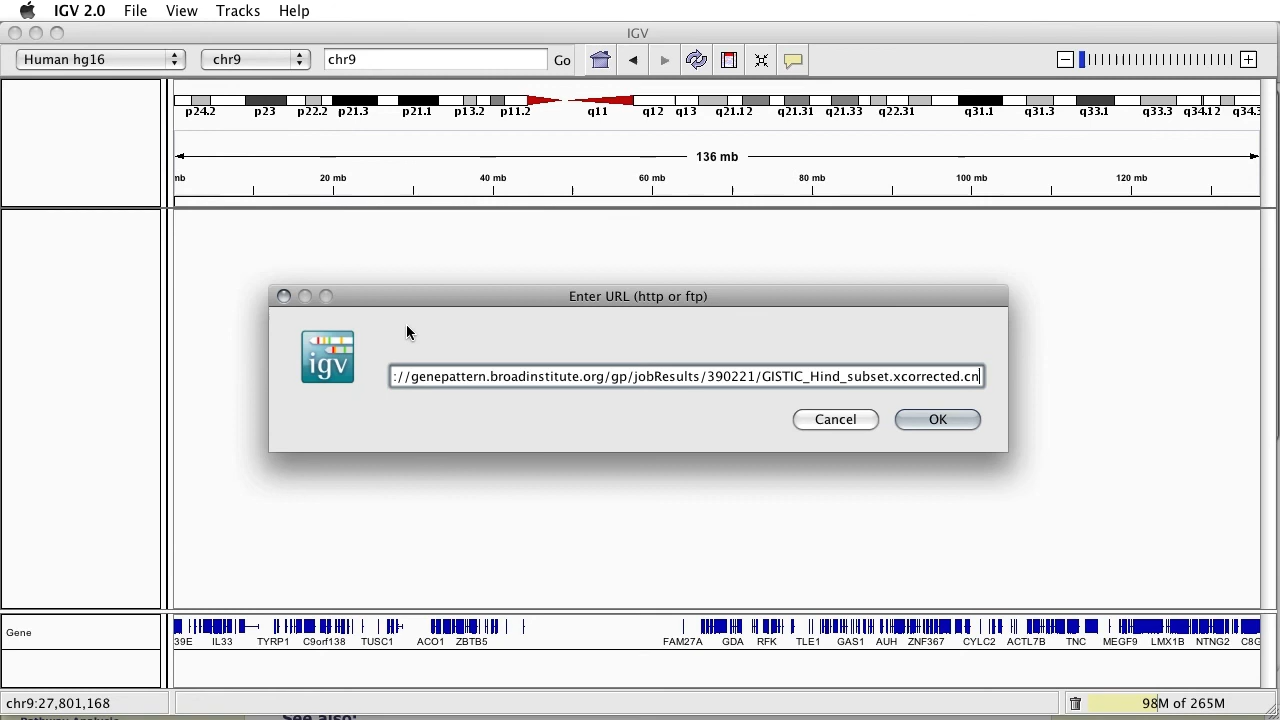 IGV 2.0 File View Tracks Help
IGV
Human hg16 chr9 chr9 Go
p24.2 p23 p22.2 p21.3 p21.1 p13.2 p11.2 q11 q12 q13 q21.12 q21.31 q21.33 q22.31 q31.1 q31.3 q33.1 q33.3 q34.12 q34.3
136 mb
mb 20 mb 40 mb 60 mb 80 mb 100 mb 120 mb
Enter URL (http or ftp)
igv
://genepattern.broadinstitute.org/gp/jobResults/390221/GISTIC_Hind_subset.xcorrected.cn
Cancel OK
Gene
39E IL33 TYRP1 C9orf138 TUSC1 ACO1 ZBTB5 FAM27A GDA RFK TLE1 GAS1 AUH ZNF367 CYLC2 ACTL7B TNC MEGF9 LMX1B NTNG2 C8G
chr9:27,801,168 98M of 265M
See also: